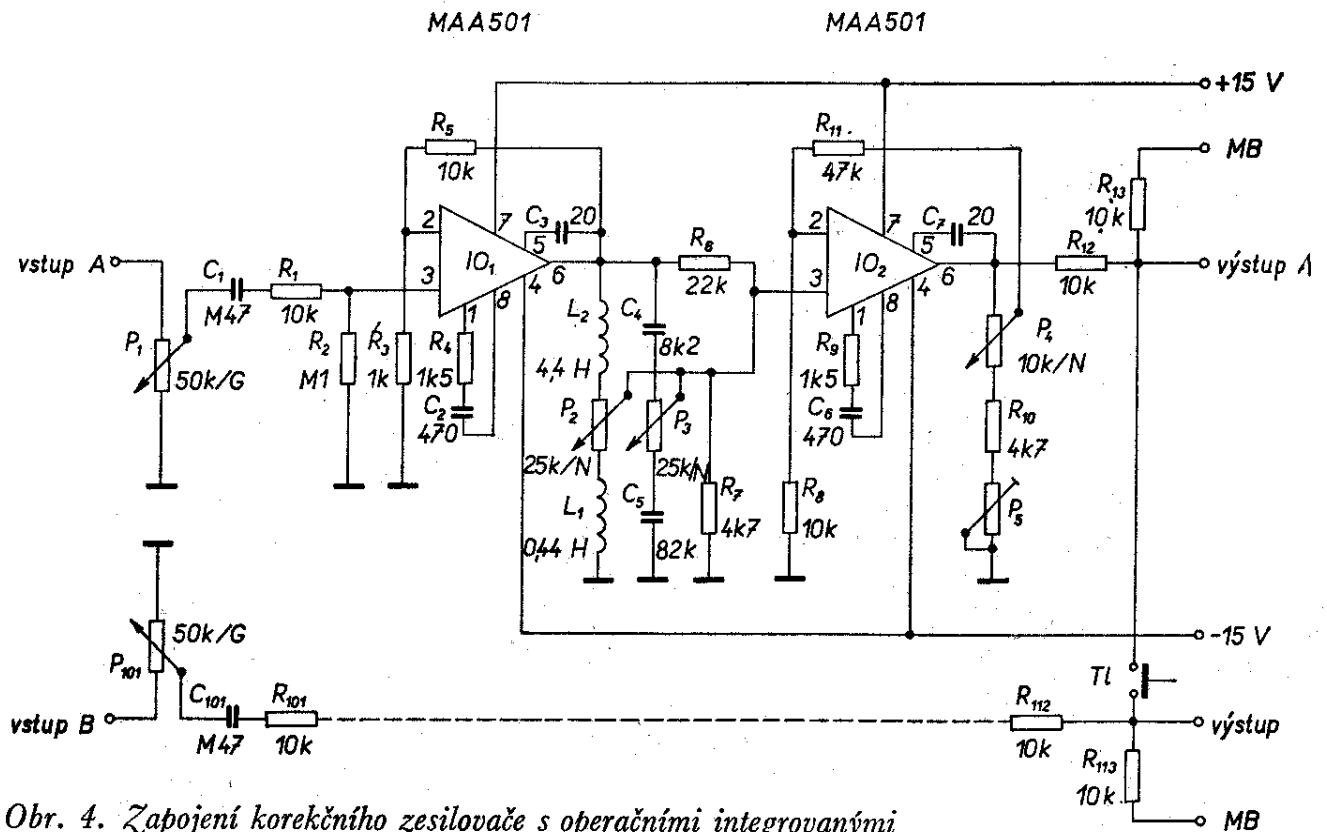 MAA501
MAA501
+15 V
MB
R5
10k
R11
47k
R13
10k
2
7
C3
20
5
6
4
3
IO1
8
1
R6
22k
2
7
C7
20
5
6
4
3
IO2
8
1
R12
10k
výstup A
vstup A
C1
M47
R1
10k
P1
50k/G
R2
M1
R3
1k
R4
1k5
C2
470
L2
4,4 H
C4
8k2
P2
25k/N
P3
25k/N
L1
0,44 H
C5
82k
R7
4k7
R9
1k5
C6
470
R8
10k
P4
10k/N
R10
4k7
P5
-15 V
Tl
50k/G
P101
vstup B
C101
M47
R101
10k
R112
10k
výstup
R113
10k
MB
Obr. 4. Zapojení korekčního zesilovače s operačními integrovanými